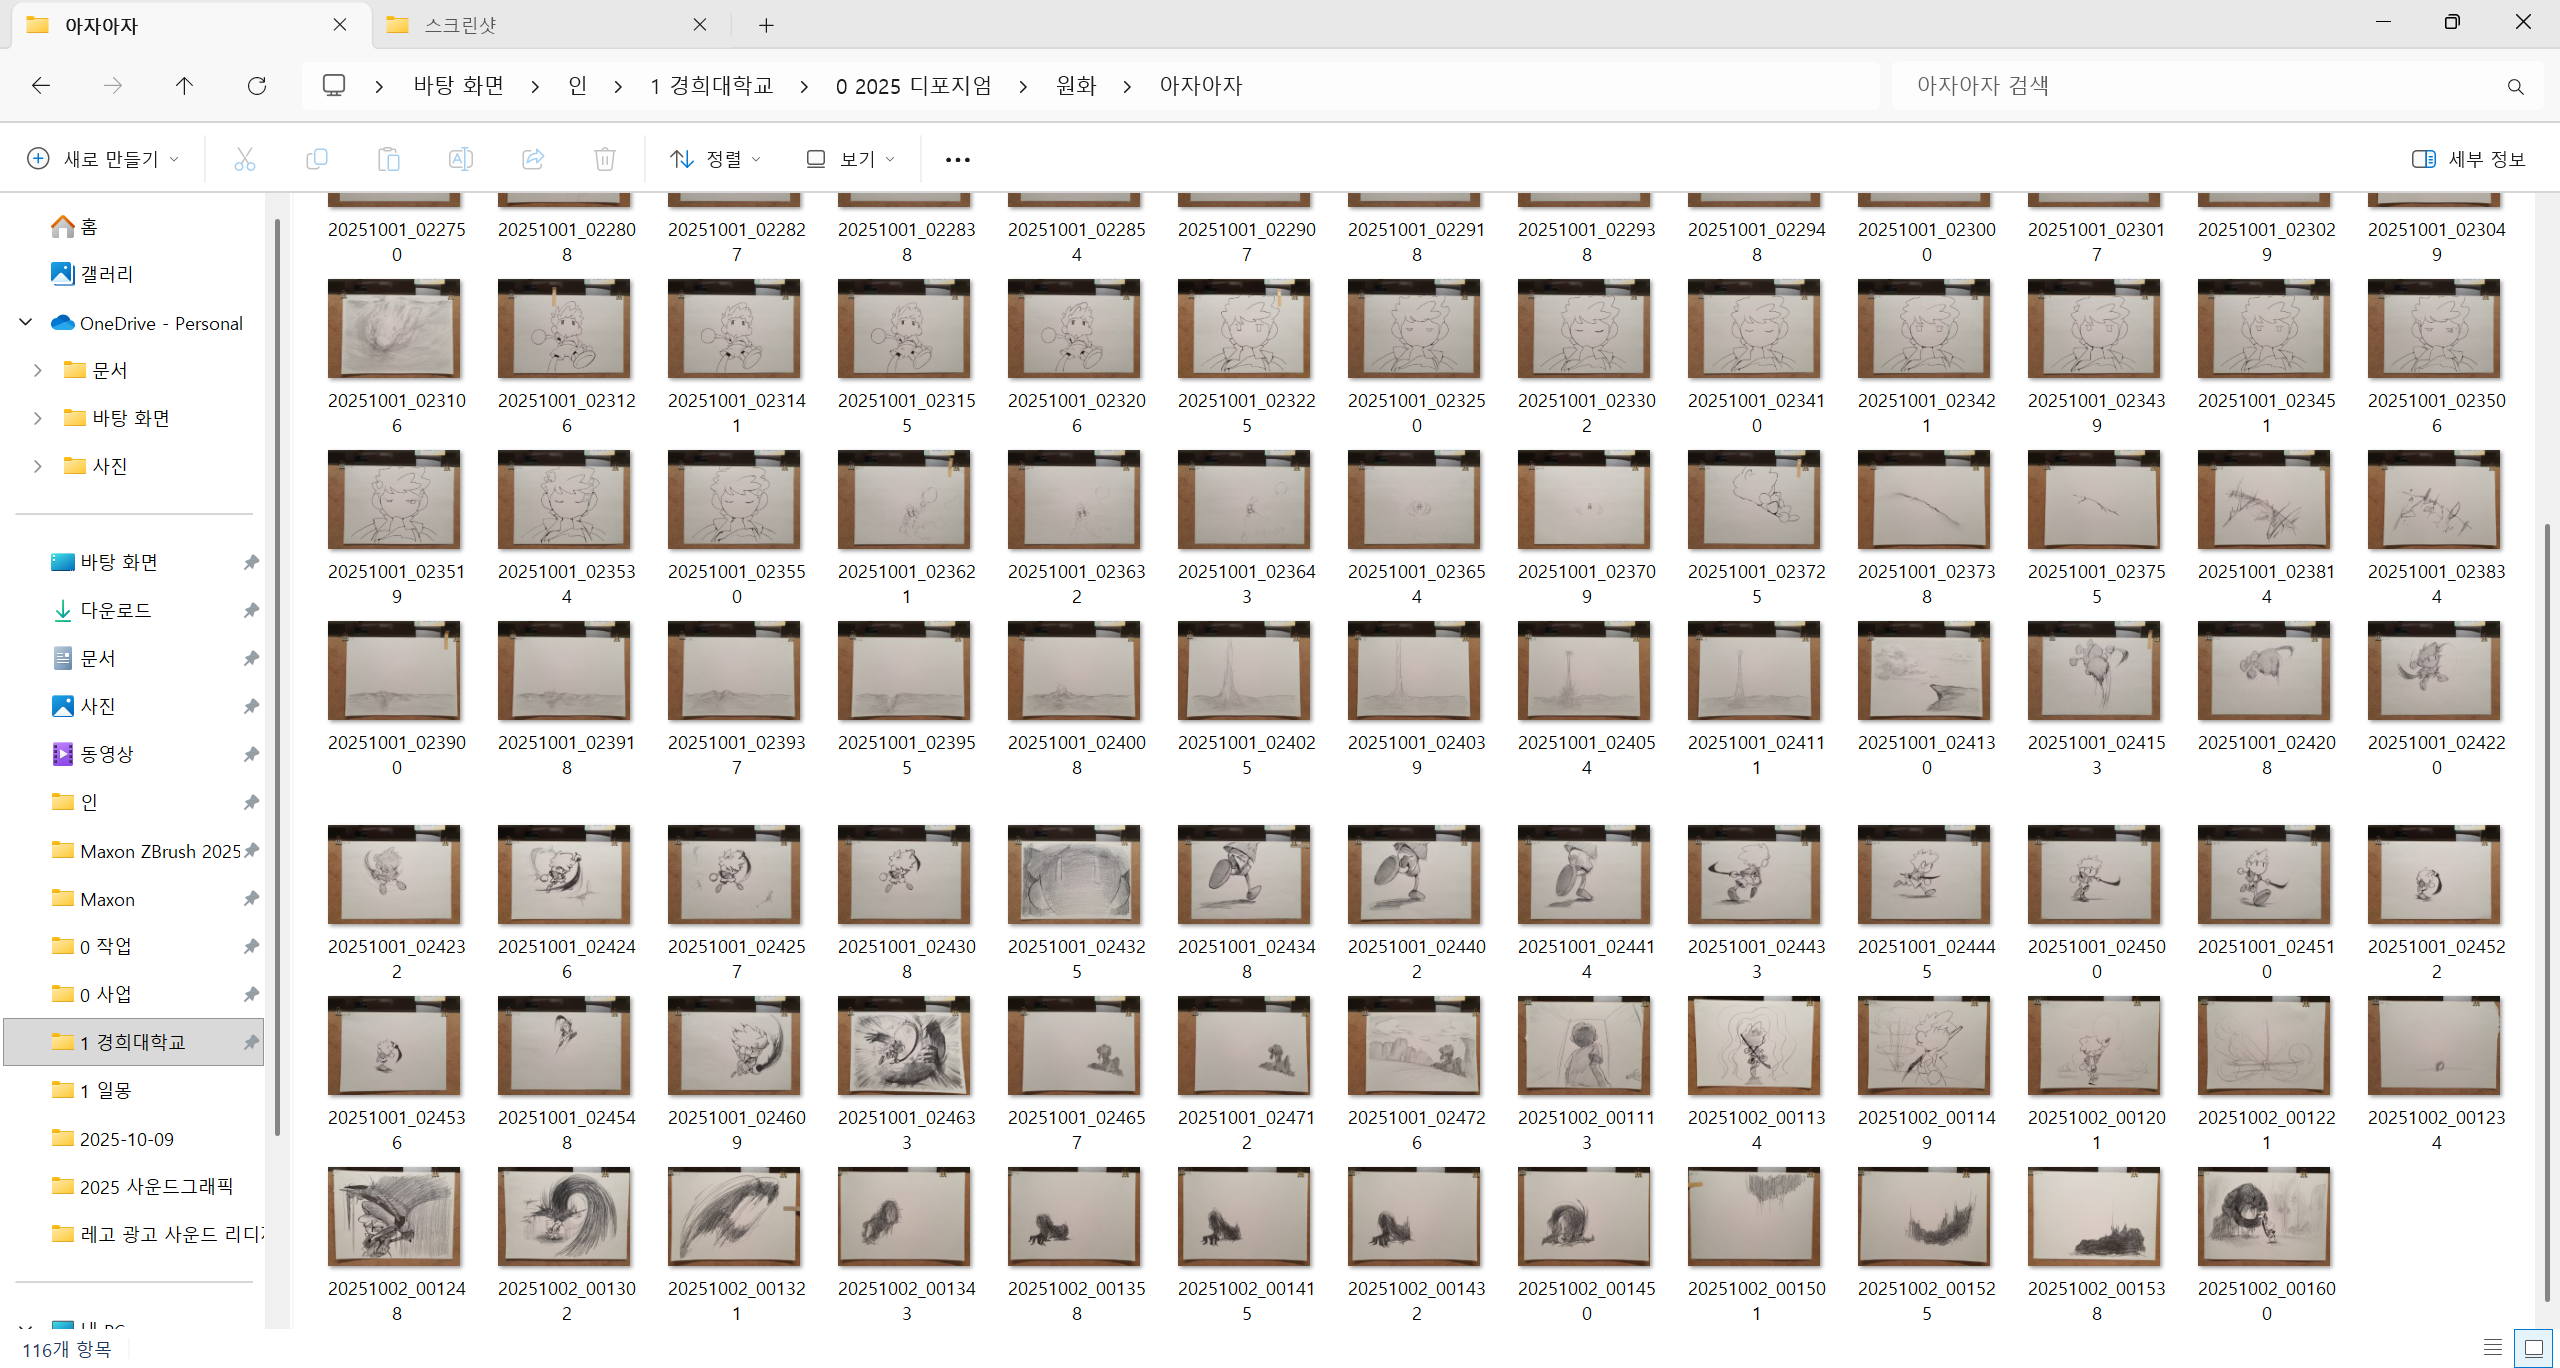 아자아자
스크린샷
바탕 화면 > 인 > 1 경희대학교 > 0 2025 디포지엄 > 원화 > 아자아자
아자아자 검색
새로 만들기
정렬
보기
세부 정보
홈
갤러리
OneDrive - Personal
문서
바탕 화면
사진
바탕 화면
다운로드
문서
사진
동영상
인
Maxon ZBrush 2025
Maxon
0 작업
0 사업
1 경희대학교
1 일몽
2025-10-09
2025 사운드그래픽
레고 광고 사운드 리디
내 PC
20251001_022750 20251001_022808 20251001_022827 20251001_022838 20251001_022854 20251001_022907 20251001_022918 20251001_022938 20251001_022948 20251001_023000 20251001_023017 20251001_023029 20251001_023049
20251001_023106 20251001_023126 20251001_023141 20251001_023155 20251001_023206 20251001_023225 20251001_023250 20251001_023302 20251001_023410 20251001_023421 20251001_023439 20251001_023451 20251001_023506
20251001_023519 20251001_023534 20251001_023550 20251001_023621 20251001_023632 20251001_023643 20251001_023654 20251001_023709 20251001_023725 20251001_023738 20251001_023755 20251001_023814 20251001_023834
20251001_023900 20251001_023918 20251001_023937 20251001_023955 20251001_024008 20251001_024025 20251001_024039 20251001_024054 20251001_024111 20251001_024130 20251001_024153 20251001_024208 20251001_024220
20251001_024232 20251001_024246 20251001_024257 20251001_024308 20251001_024325 20251001_024348 20251001_024402 20251001_024414 20251001_024433 20251001_024445 20251001_024500 20251001_024510 20251001_024522
20251001_024536 20251001_024548 20251001_024609 20251001_024633 20251001_024657 20251001_024712 20251001_024726 20251002_001113 20251002_001134 20251002_001149 20251002_001201 20251002_001221 20251002_001234
20251002_001248 20251002_001302 20251002_001321 20251002_001343 20251002_001358 20251002_001415 20251002_001432 20251002_001450 20251002_001501 20251002_001525 20251002_001538 20251002_001600
116개 항목